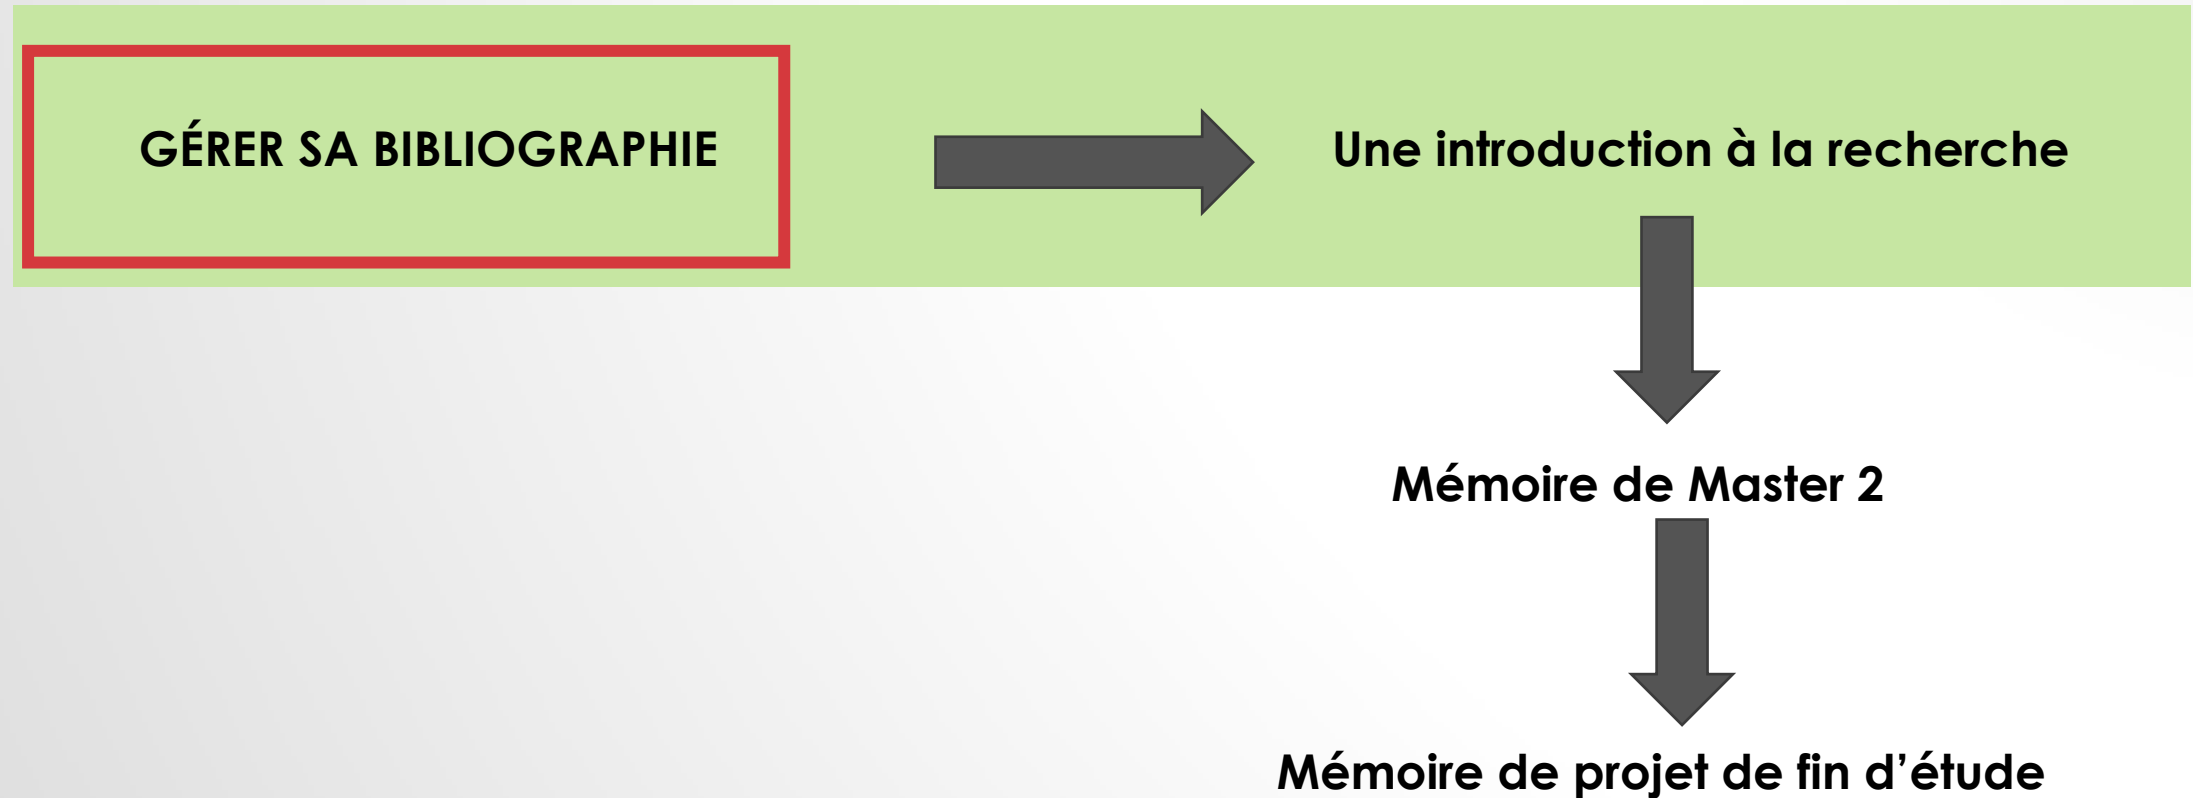 GÉRER SA BIBLIOGRAPHIE
Une introduction à la recherche
Mémoire de Master 2
Mémoire de projet de fin d’étude